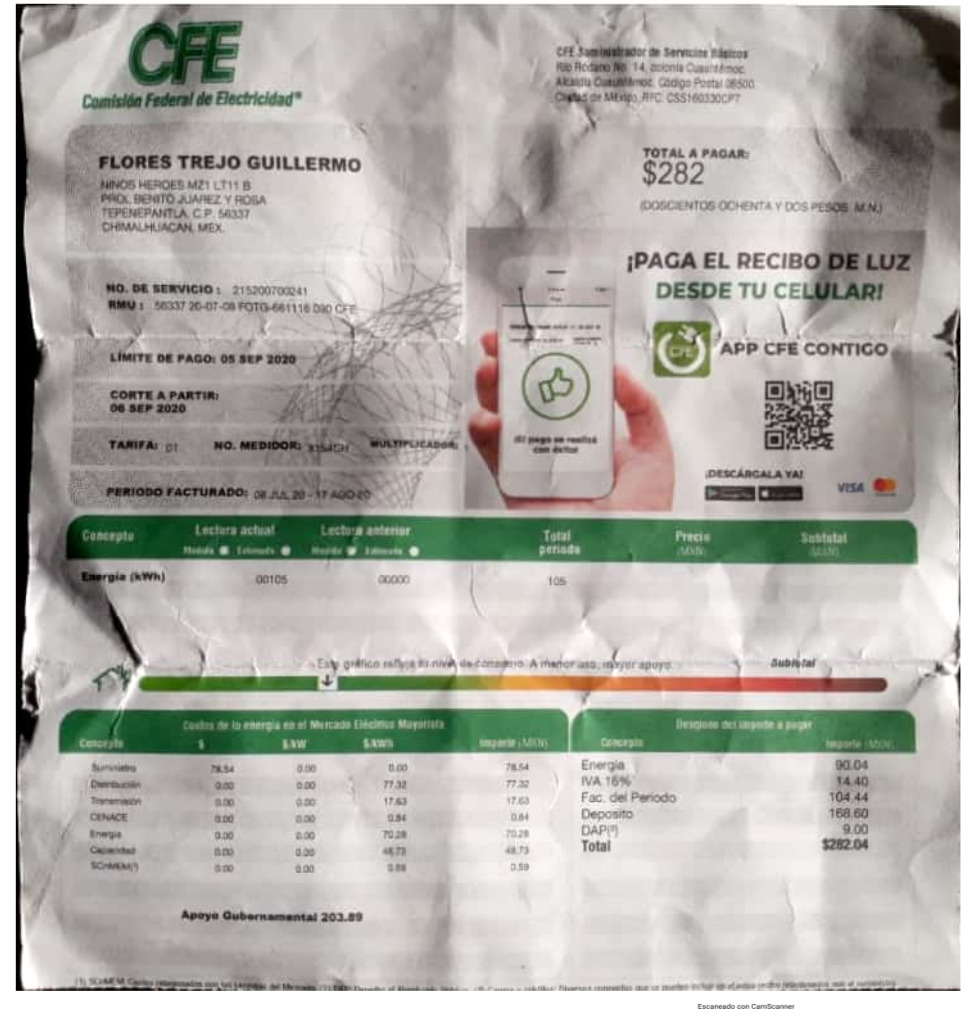 CFE
Comisión Federal de Electricidad®
CFE Suministrador de Servicios Básicos
Río Ródano No. 14, colonia Cuauhtémoc,
Alcaldía Cuauhtémoc, Código Postal 06500,
Ciudad de México. RFC: CSS160330CP7
FLORES TREJO GUILLERMO
NINOS HEROES MZ1 LT11 B
PROL BENITO JUAREZ Y ROSA
TEPENEPANTLA, C.P. 56337
CHIMALHUACAN, MEX.
TOTAL A PAGAR:
$282
(DOSCIENTOS OCHENTA Y DOS PESOS M.N.)
NO. DE SERVICIO : 215200700241
RMU : 56337 20-07-08 FOTG-661116 CFE
LÍMITE DE PAGO: 05 SEP 2020
CORTE A PARTIR:
06 SEP 2020
TARIFA: 01 NO. MEDIDOR: MULTIPLICADOR:
PERIODO FACTURADO: 08 JUL 20 - 17 AGO 20
¡PAGA EL RECIBO DE LUZ
DESDE TU CELULAR!
CFE
APP CFE CONTIGO
¡El pago se realizó
con éxito!
¡DESCÁRGALA YA!
VISA
Concepto Lectura actual Lectura anterior Total periodo Precio (MXN) Subtotal (MXN)
Medida Estimada Medida Estimada
Energía (kWh) 00105 00000 105
Este gráfico refleja tu nivel de consumo. A menor uso, mayor apoyo.
Subtotal
Costos de la energía en el Mercado Eléctrico Mayorista
Concepto $ $/kW $/kWh Importe (MXN)
Suministro 78.54 0.00 0.00 78.54
Distribución 0.00 0.00 77.32 77.32
Transmisión 0.00 0.00 17.63 17.63
CENACE 0.00 0.00 0.84 0.84
Energía 0.00 0.00 70.28 70.28
Capacidad 0.00 0.00 48.73 48.73
SCnMEM(¹) 0.00 0.00 0.59 0.59
Apoyo Gubernamental 203.89
Desglose del importe a pagar
Concepto Importe (MXN)
Energía 90.04
IVA 16% 14.40
Fac. del Periodo 104.44
Deposito 168.60
DAP(²) 9.00
Total $282.04
Escaneado con CamScanner